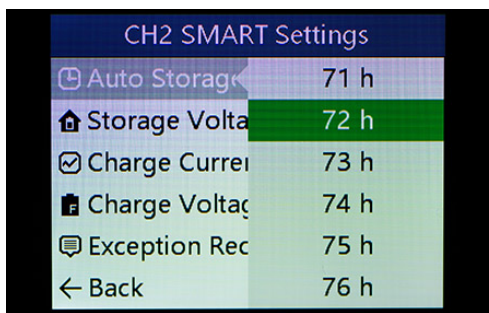 CH2 SMART Settings
Auto Storage 71 h
Storage Volta 72 h
Charge Curre 73 h
Charge Voltag 74 h
Exception Rec 75 h
← Back 76 h